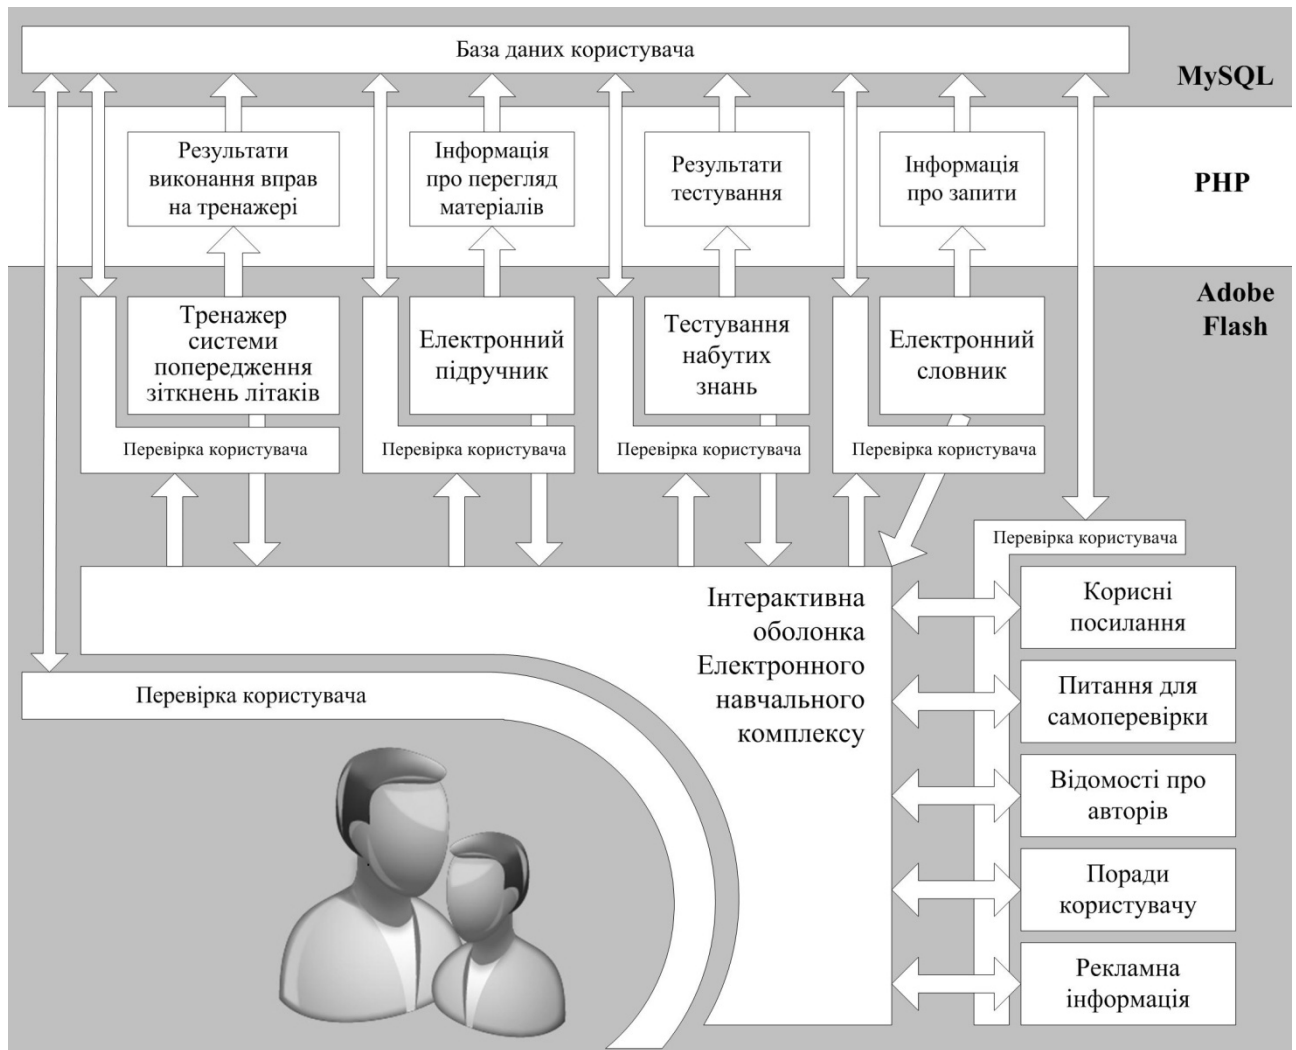 База даних користувача
MySQL
Результати
виконання вправ
на тренажері
Інформація
про перегляд
матеріалів
Результати
тестування
Інформація
про запити
PHP
Adobe
Flash
Тренажер
системи
попередження
зіткнень літаків
Електронний
підручник
Тестування
набутих
знань
Електронний
словник
Перевірка користувача
Перевірка користувача
Перевірка користувача
Перевірка користувача
Перевірка користувача
Інтерактивна
оболонка
Електронного
навчального
комплексу
Перевірка користувача
Корисні
посилання
Питання для
самоперевірки
Відомості про
авторів
Поради
користувачу
Рекламна
інформація